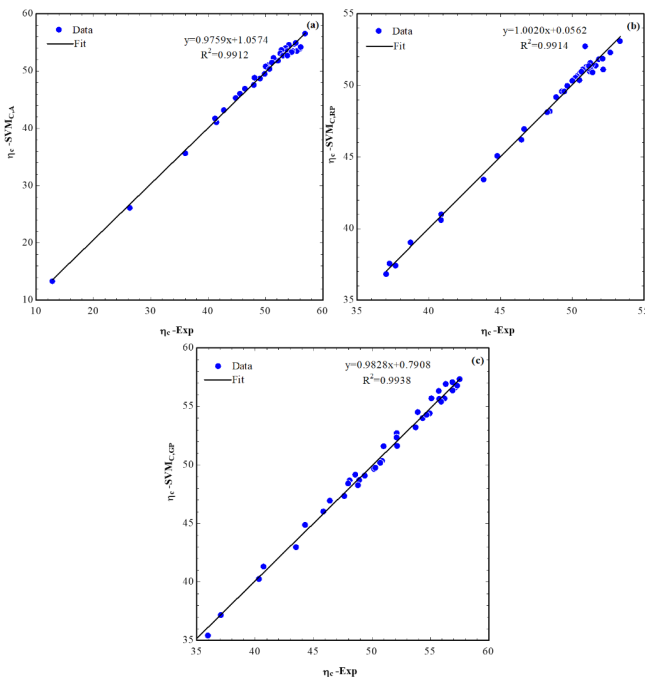 (a)
Data
Fit
y=0.9759x+1.0574
R²=0.9912
60
50
40
30
20
10
10 20 30 40 50 60
ηc-SVMC,A
ηc-Exp
(b)
Data
Fit
y=1.0020x+0.0562
R²=0.9914
55
50
45
40
35
35 40 45 50 55
ηc-SVMC,RP
ηc-Exp
(c)
Data
Fit
y=0.9828x+0.7908
R²=0.9938
60
55
50
45
40
35
35 40 45 50 55 60
ηc-SVMC,GP
ηc-Exp